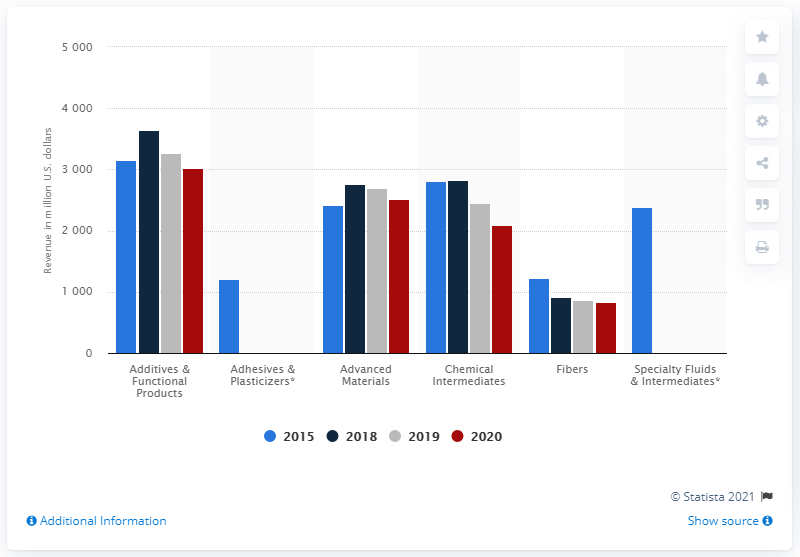 5 000
4 000
3 000
2 000
1 000
0
Revenue in million U.S. dollars
Additives &
Functional
Products
Adhesives &
Plasticizers*
Advanced
Materials
Chemical
Intermediates
Fibers
Specialty Fluids
& Intermediates*
2015
2018
2019
2020
© Statista 2021
Additional Information
Show source